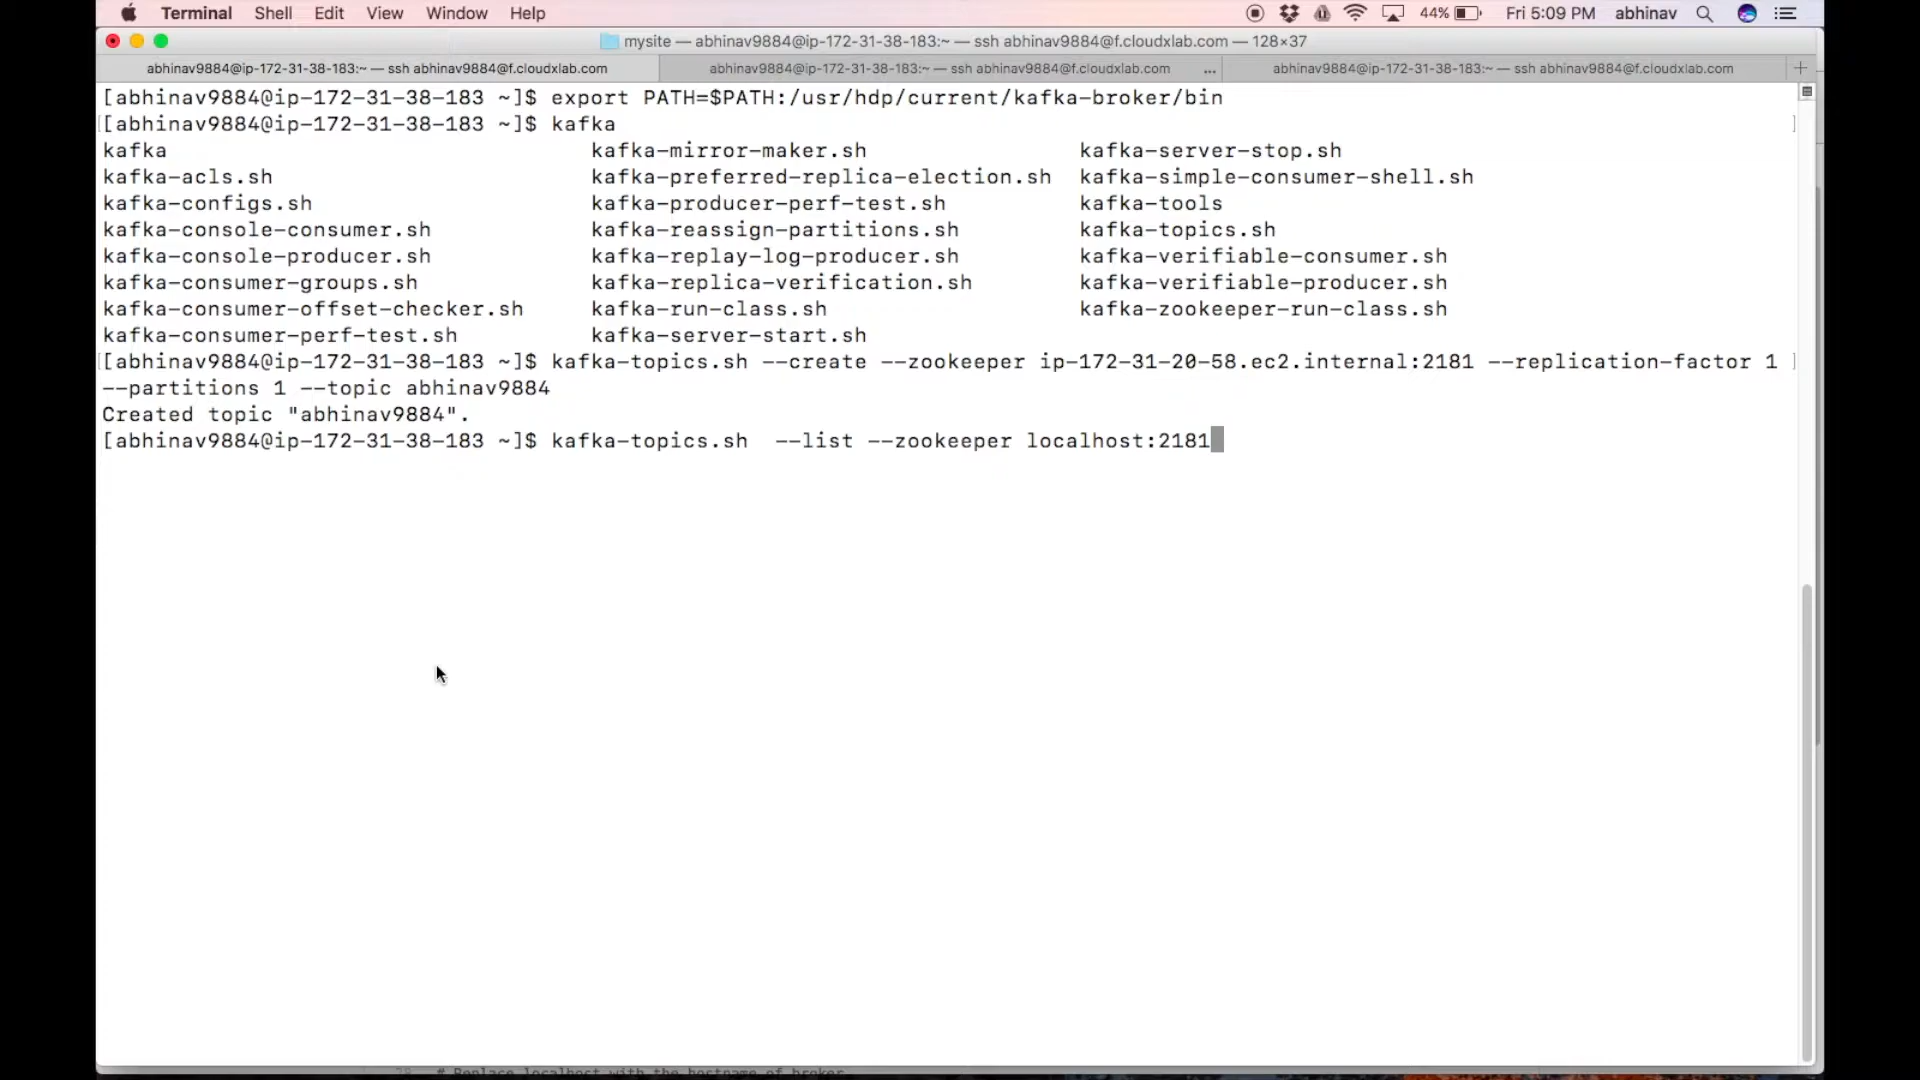 Terminal Shell Edit View Window Help 44% Fri 5:09 PM abhinav
mysite — abhinav9884@ip-172-31-38-183:~ — ssh abhinav9884@f.cloudxlab.com — 128×37
abhinav9884@ip-172-31-38-183:~ — ssh abhinav9884@f.cloudxlab.com abhinav9884@ip-172-31-38-183:~ — ssh abhinav9884@f.cloudxlab.com ... abhinav9884@ip-172-31-38-183:~ — ssh abhinav9884@f.cloudxlab.com +
[abhinav9884@ip-172-31-38-183 ~]$ export PATH=$PATH:/usr/hdp/current/kafka-broker/bin
[[abhinav9884@ip-172-31-38-183 ~]$ kafka ]
kafka kafka-mirror-maker.sh kafka-server-stop.sh
kafka-acls.sh kafka-preferred-replica-election.sh kafka-simple-consumer-shell.sh
kafka-configs.sh kafka-producer-perf-test.sh kafka-tools
kafka-console-consumer.sh kafka-reassign-partitions.sh kafka-topics.sh
kafka-console-producer.sh kafka-replay-log-producer.sh kafka-verifiable-consumer.sh
kafka-consumer-groups.sh kafka-replica-verification.sh kafka-verifiable-producer.sh
kafka-consumer-offset-checker.sh kafka-run-class.sh kafka-zookeeper-run-class.sh
kafka-consumer-perf-test.sh kafka-server-start.sh
[[abhinav9884@ip-172-31-38-183 ~]$ kafka-topics.sh --create --zookeeper ip-172-31-20-58.ec2.internal:2181 --replication-factor 1 ]
--partitions 1 --topic abhinav9884
Created topic "abhinav9884".
[abhinav9884@ip-172-31-38-183 ~]$ kafka-topics.sh  --list --zookeeper localhost:2181
# Replace localhost with the hostname of broker